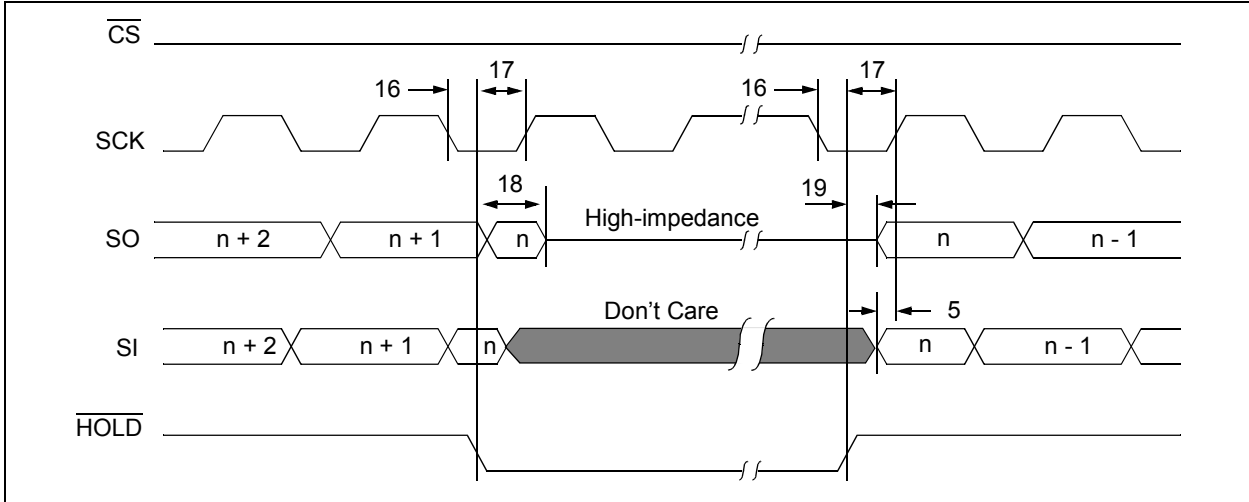 CS
16
17
16
17
SCK
18
19
High-impedance
SO
n + 2
n + 1
n
n
n - 1
Don't Care
5
SI
n + 2
n + 1
n
n
n - 1
HOLD